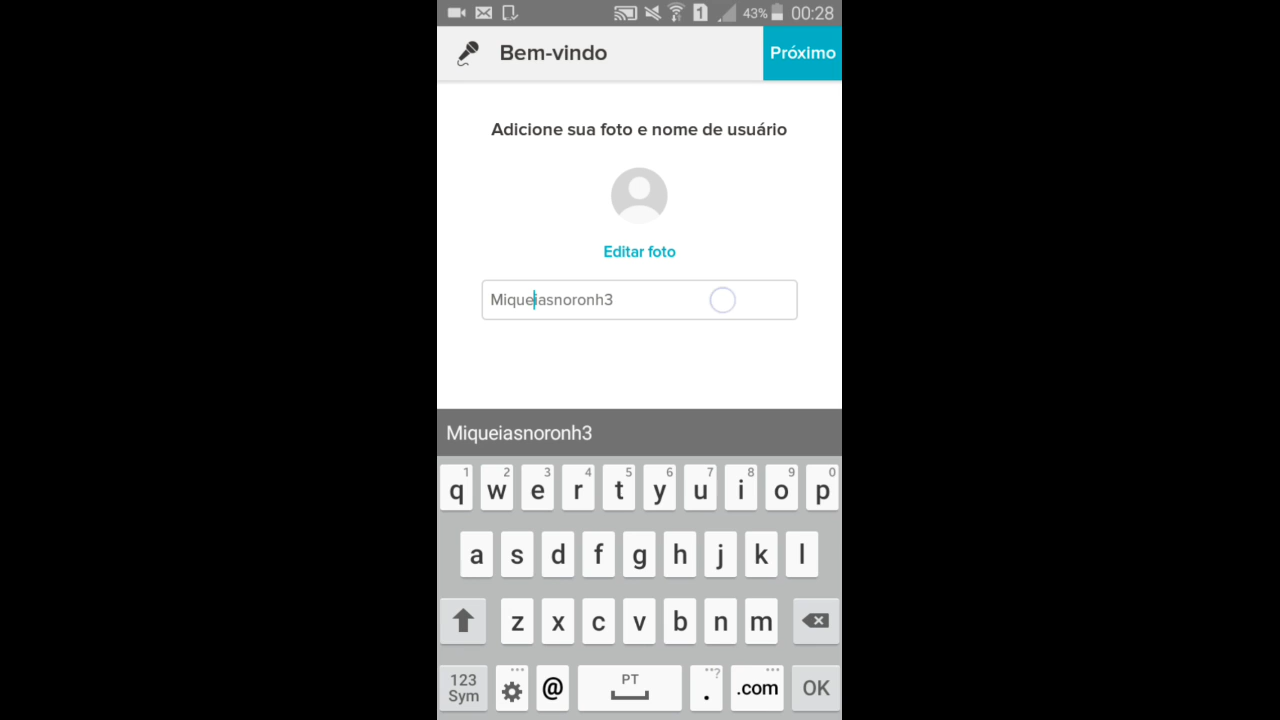 1 43% 00:28
Bem-vindo Próximo
Adicione sua foto e nome de usuário
Editar foto
Miqueiasnoronh3
Miqueiasnoronh3
1 2 3 4 5 6 7 8 9 0
q w e r t y u i o p
a s d f g h j k l
z x c v b n m
123 Sym @ PT . ? .com OK